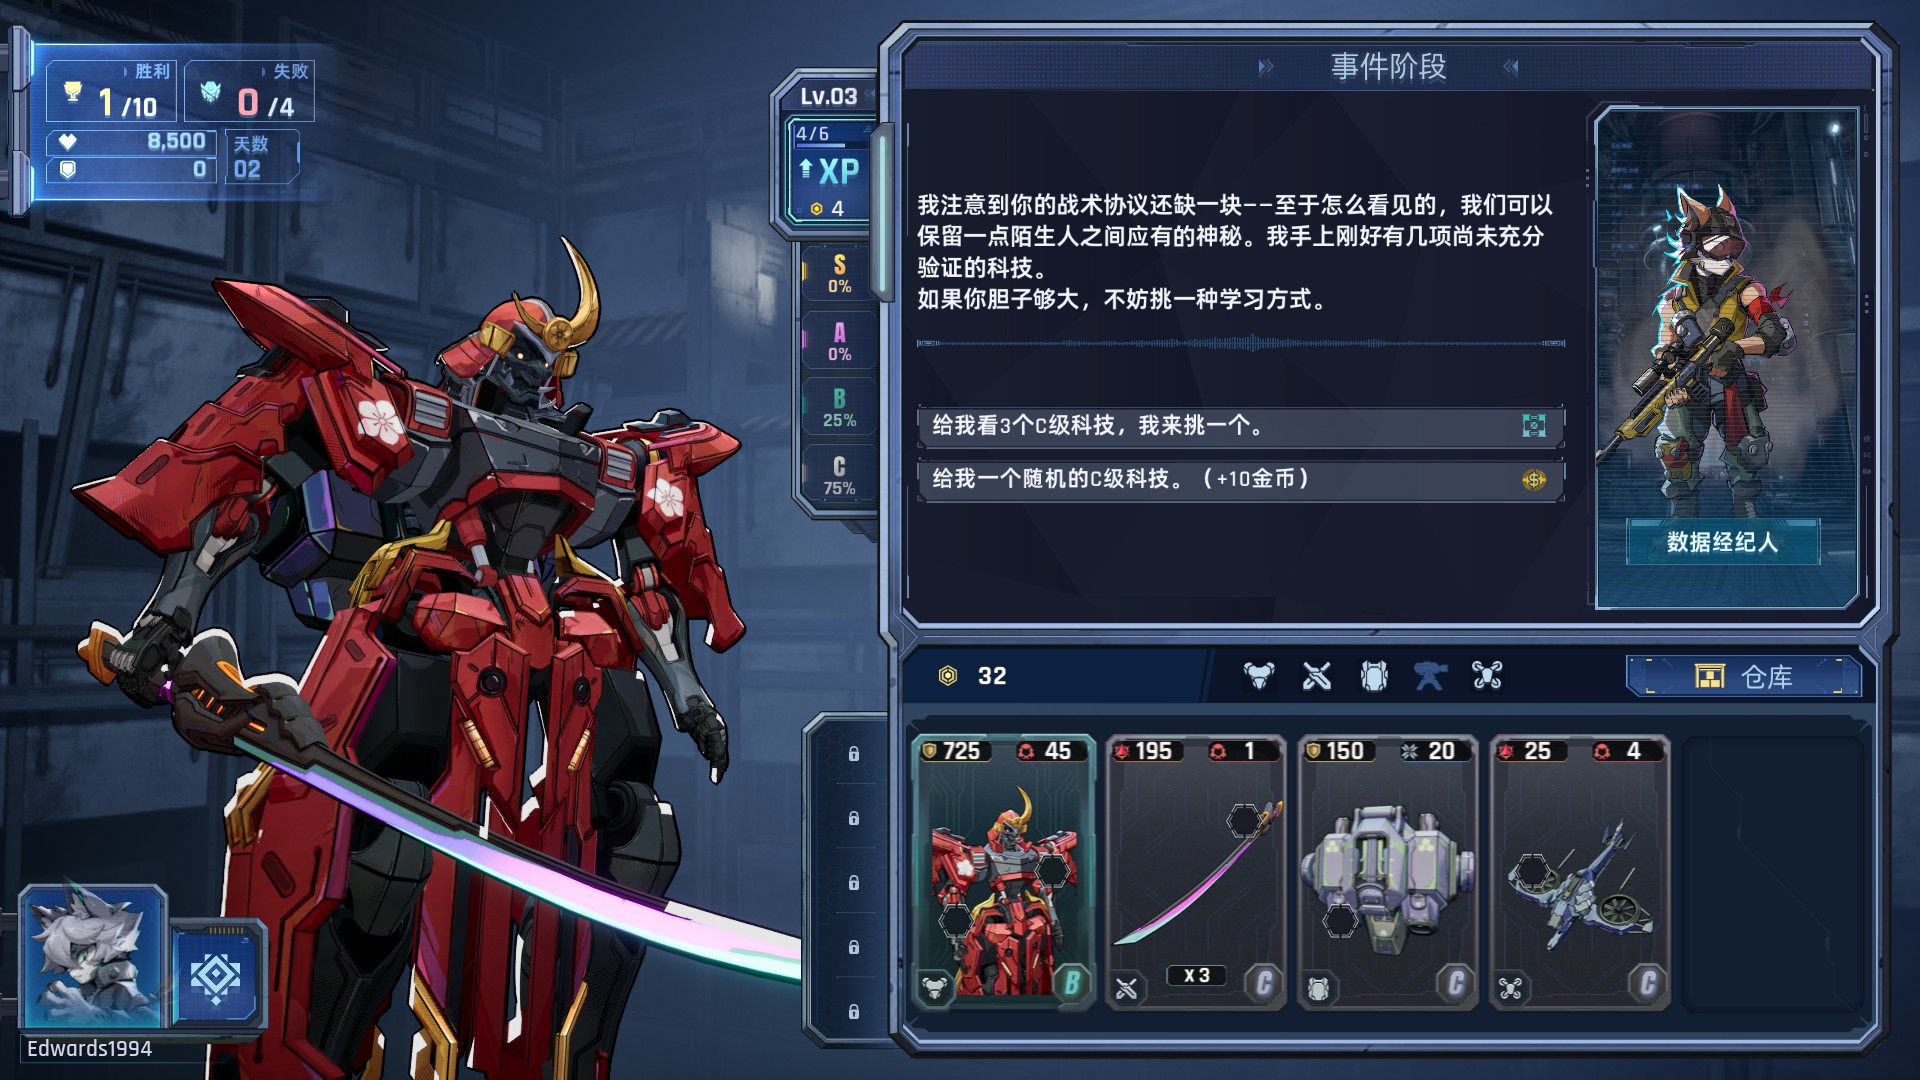 胜利
1/10
失败
0/4
8,500
0
天数
02
Lv.03
4/6
XP
4
S
0%
A
0%
B
25%
C
75%
事件阶段
我注意到你的战术协议还缺一块——至于怎么看见的，我们可以
保留一点陌生人之间应有的神秘。我手上刚好有几项尚未充分
验证的科技。
如果你胆子够大，不妨挑一种学习方式。
给我看3个C级科技，我来挑一个。
给我一个随机的C级科技。（+10金币）
数据经纪人
32
仓库
725 45
B
195 1
x3
C
150 20
C
25 4
C
Edwards1994